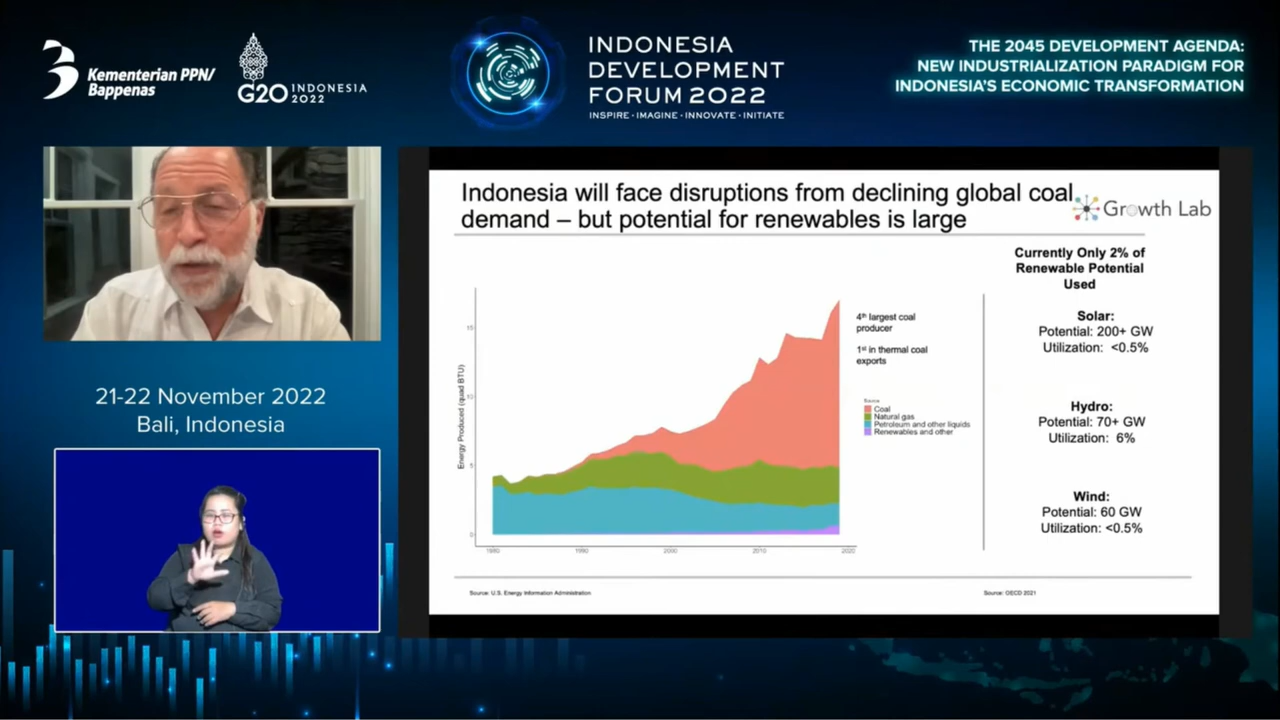 Kementerian PPN/
Bappenas
G20 INDONESIA
2022
INDONESIA
DEVELOPMENT
FORUM 2022
INSPIRE · IMAGINE · INNOVATE · INITIATE
THE 2045 DEVELOPMENT AGENDA:
NEW INDUSTRIALIZATION PARADIGM FOR
INDONESIA'S ECONOMIC TRANSFORMATION
21-22 November 2022
Bali, Indonesia
Indonesia will face disruptions from declining global coal
demand – but potential for renewables is large
Growth Lab
Energy Produced (quad BTU)
15
10
5
0
1980
1990
2000
2010
2020
4th largest coal
producer
1st in thermal coal
exports
Source
Coal
Natural gas
Petroleum and other liquids
Renewables and other
Source: U.S. Energy Information Administration
Currently Only 2% of
Renewable Potential
Used
Solar:
Potential: 200+ GW
Utilization: <0.5%
Hydro:
Potential: 70+ GW
Utilization: 6%
Wind:
Potential: 60 GW
Utilization: <0.5%
Source: OECD 2021